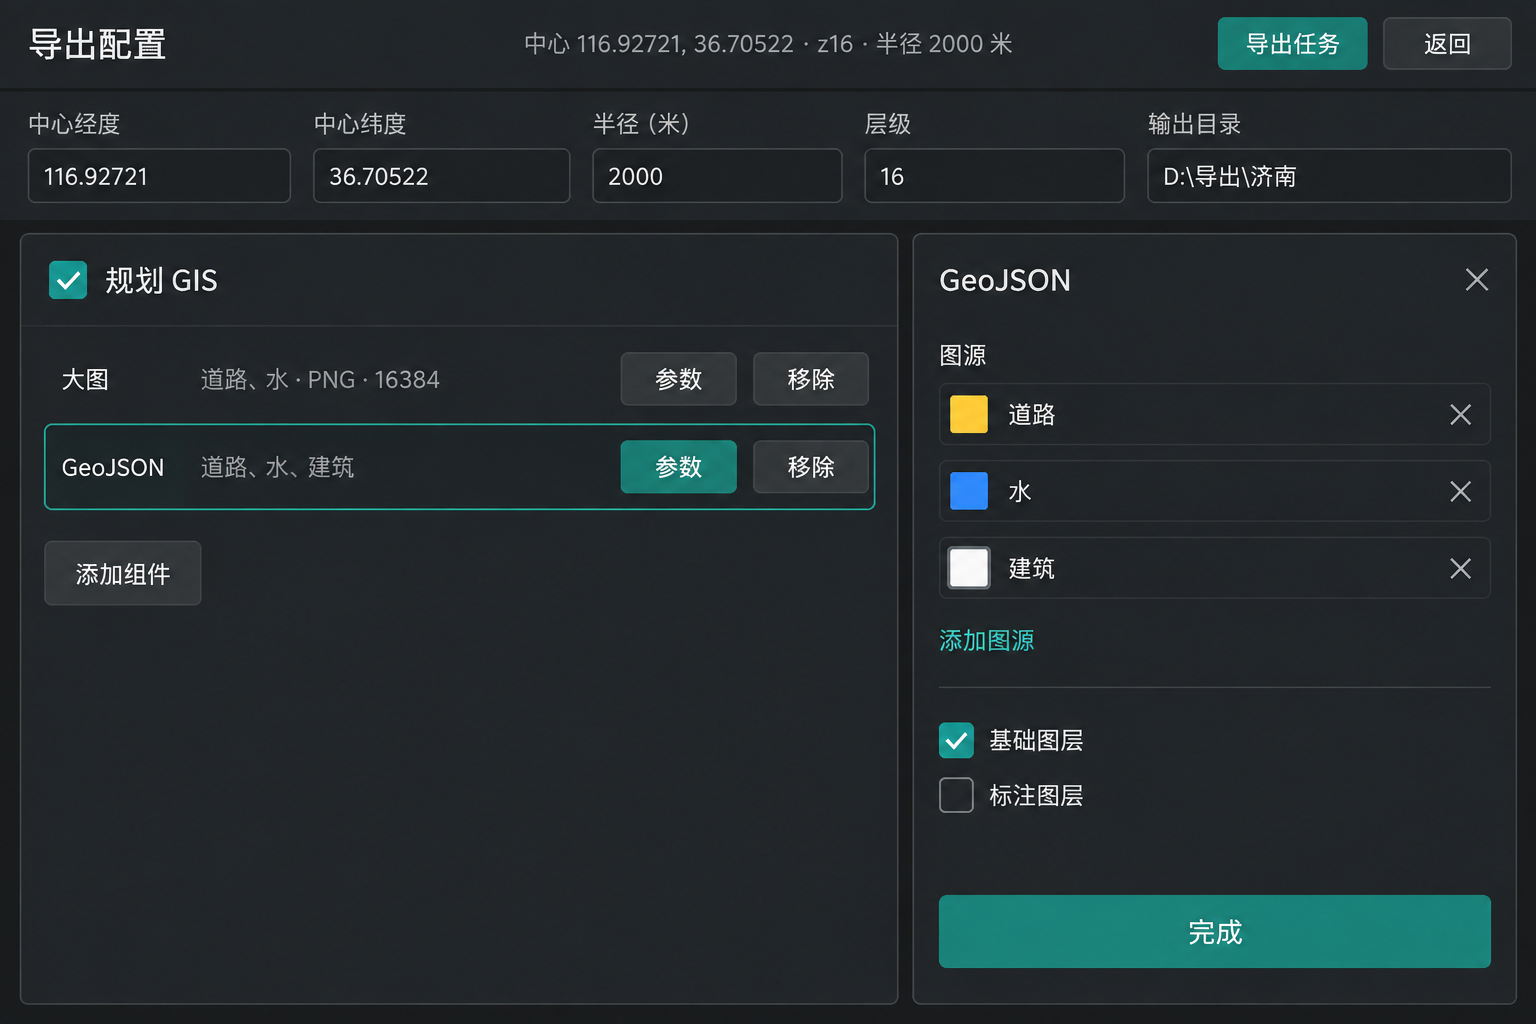 导出配置
中心 116.92721, 36.70522 · z16 · 半径 2000 米
导出任务
返回
中心经度
中心纬度
半径（米）
层级
输出目录
116.92721
36.70522
2000
16
D:\导出\济南
规划 GIS
大图
道路、水 · PNG · 16384
参数
移除
GeoJSON
道路、水、建筑
参数
移除
添加组件
GeoJSON
图源
道路
水
建筑
添加图源
基础图层
标注图层
完成